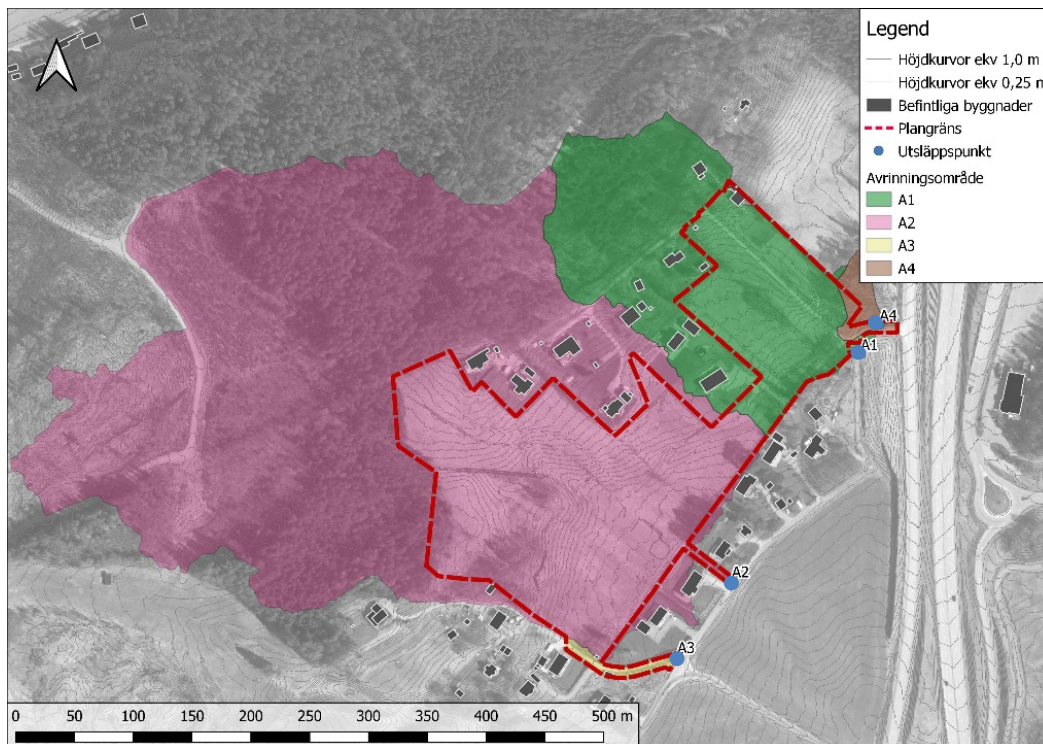 Legend
Höjdkurvor ekv 1,0 m
Höjdkurvor ekv 0,25 m
Befintliga byggnader
Plangräns
Utsläppspunkt
Avrinningsområde
A1
A2
A3
A4
A4
A1
A2
A3
0 50 100 150 200 250 300 350 400 450 500 m